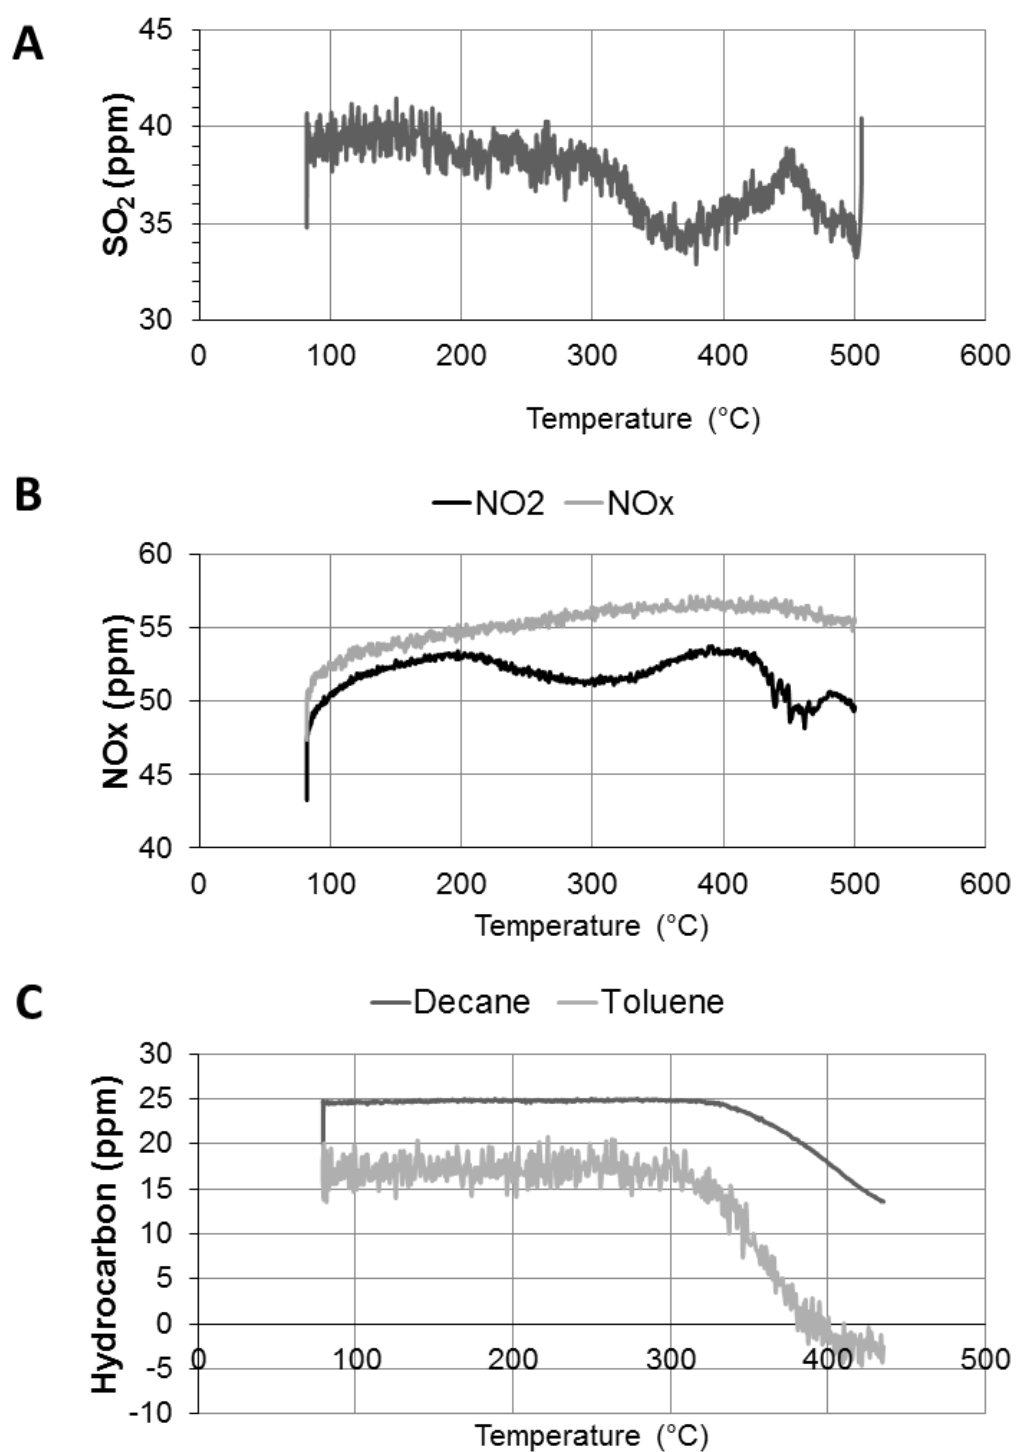 A
SO2 (ppm)
45
40
35
30
0 100 200 300 400 500 600
Temperature (°C)
B
NO2 NOx
NOx (ppm)
60
55
50
45
40
0 100 200 300 400 500 600
Temperature (°C)
C
Decane Toluene
Hydrocarbon (ppm)
30
25
20
15
10
5
0
-5
-10
0 100 200 300 400 500
Temperature (°C)